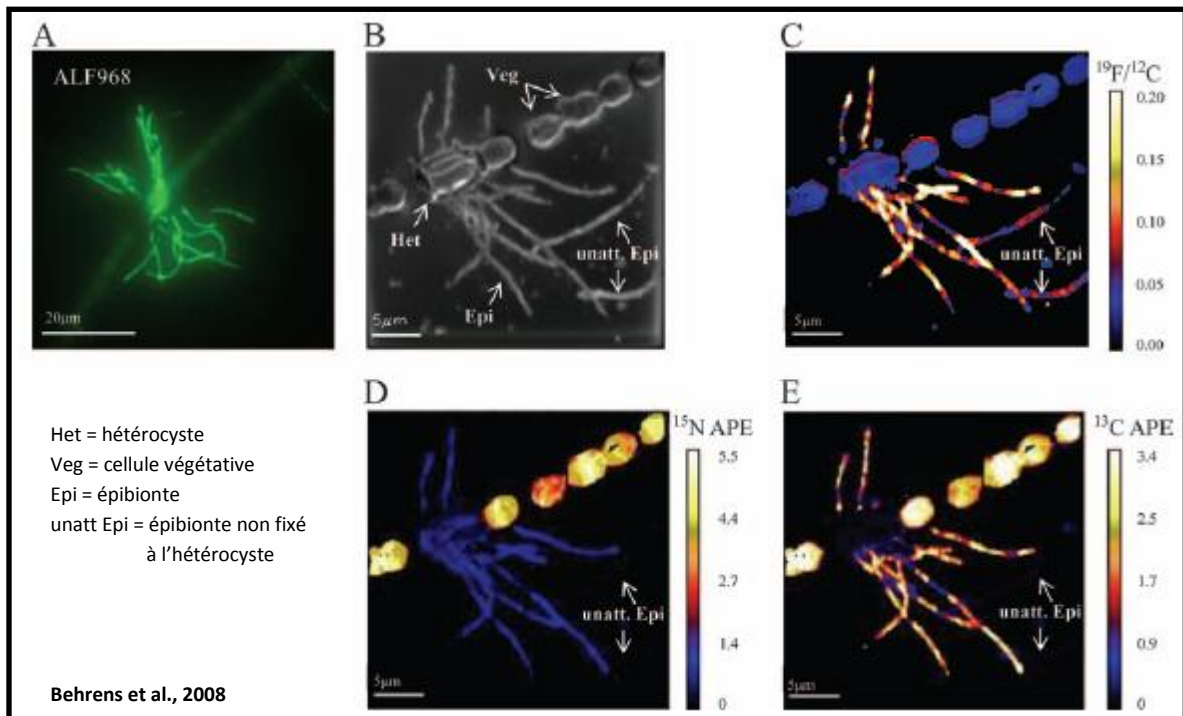 A
ALF968
20µm
B
Veg
Het
Epi
unatt. Epi
5µm
C
¹⁹F/¹²C
0.20
0.15
0.10
0.05
0.00
unatt. Epi
5µm
Het = hétérocyste
Veg = cellule végétative
Epi = épibionte
unatt Epi = épibionte non fixé
à l’hétérocyste
Behrens et al., 2008
D
¹⁵N APE
5.5
4.4
2.7
1.4
0
unatt. Epi
5µm
E
¹³C APE
3.4
2.5
1.7
0.9
0
unatt. Epi
5µm